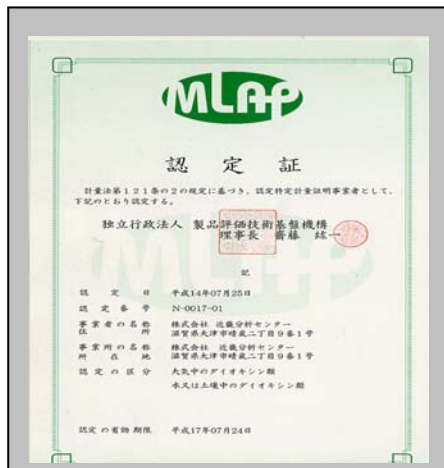 MLAP
認定証
計量法第121条の2の規定に基づき、認定特定計量証明事業者として、
下記のとおり認定する。
独立行政法人 製品評価技術基盤機構
理事長 齋藤 紘一
記
認定日 平成14年07月25日
認定番号 N-0017-01
事業者の名称 株式会社 近畿分析センター
住所 滋賀県大津市晴嵐二丁目9番1号
事業所の名称 株式会社 近畿分析センター
所在地 滋賀県大津市晴嵐二丁目9番1号
認定の区分 大気中のダイオキシン類
水又は土壌中のダイオキシン類
認定の有効期限 平成17年07月24日